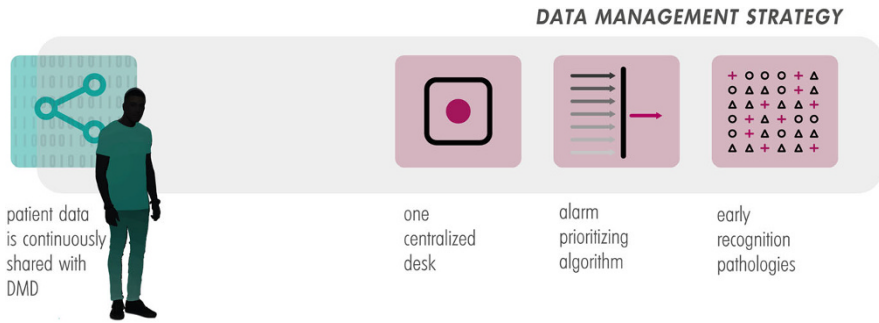 DATA MANAGEMENT STRATEGY
patient data
is continuously
shared with
DMD
one
centralized
desk
alarm
prioritizing
algorithm
early
recognition
pathologies